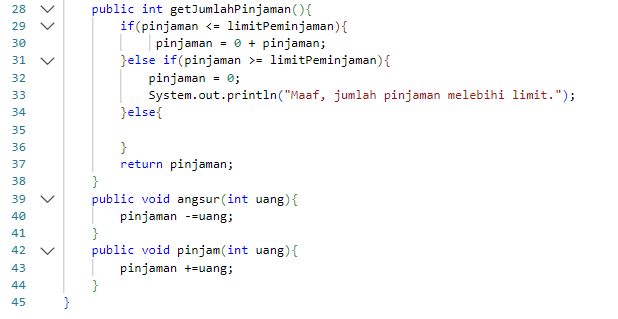 28 public int getJumlahPinjaman(){
29 if(pinjaman <= limitPeminjaman){
30 pinjaman = 0 + pinjaman;
31 }else if(pinjaman >= limitPeminjaman){
32 pinjaman = 0;
33 System.out.println("Maaf, jumlah pinjaman melebihi limit.");
34 }else{
35
36 }
37 return pinjaman;
38 }
39 public void angsur(int uang){
40 pinjaman -=uang;
41 }
42 public void pinjam(int uang){
43 pinjaman +=uang;
44 }
45 }